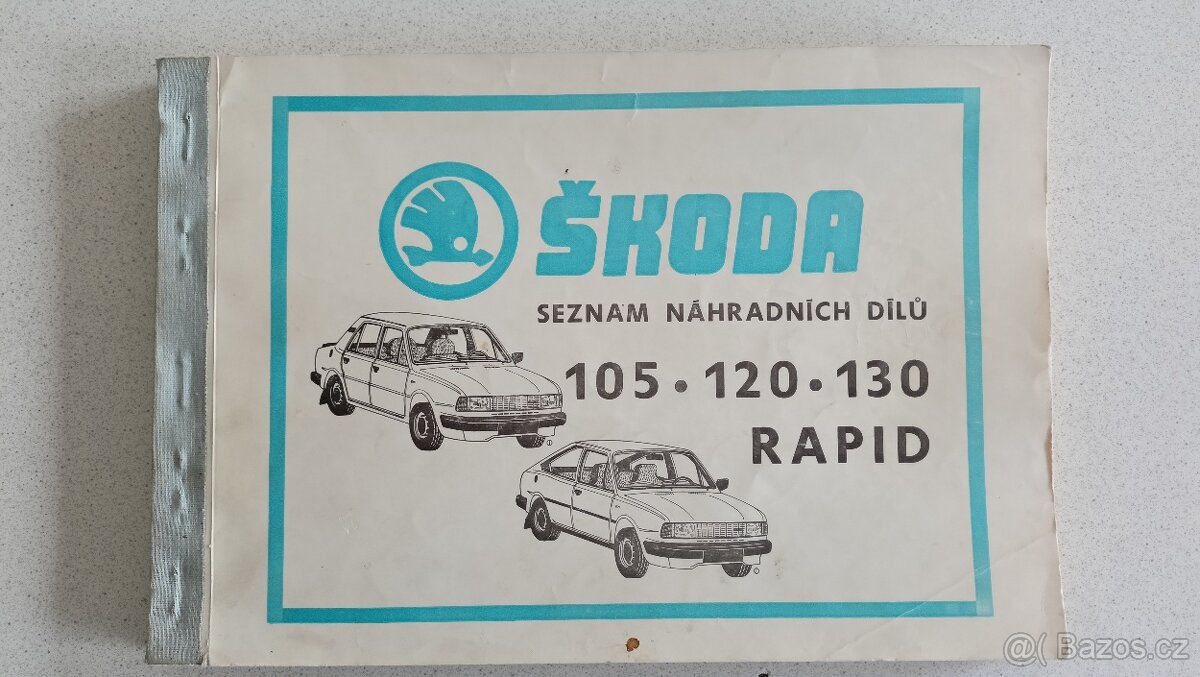 ŠKODA
SEZNAM NÁHRADNÍCH DÍLŮ
105 • 120 • 130
RAPID
@( Bazos.cz